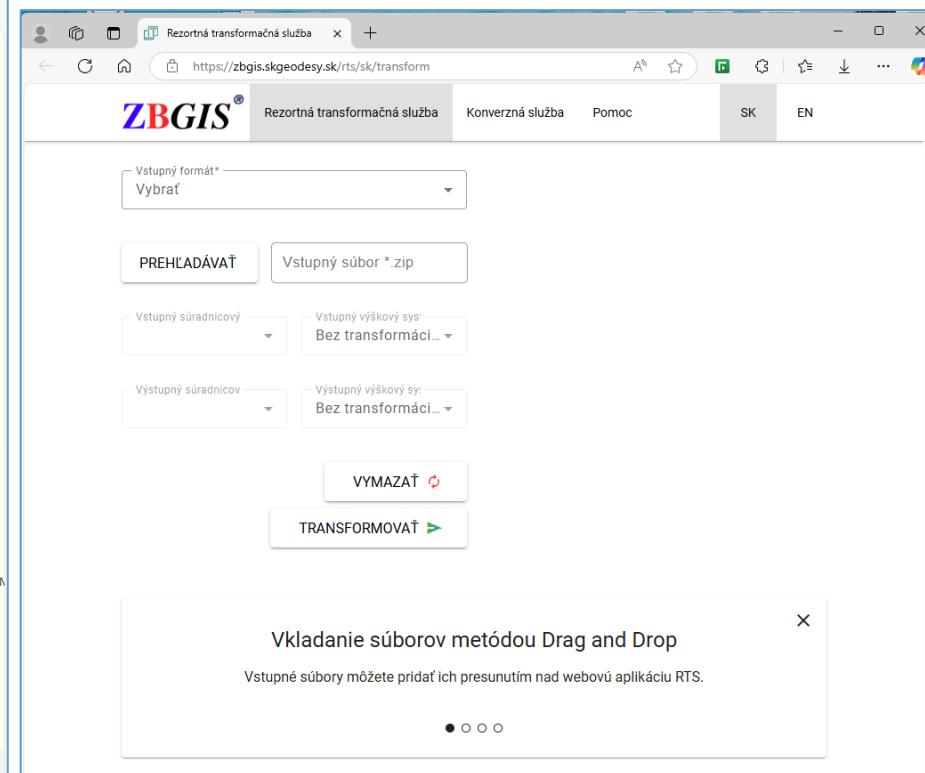 Rezortná transformačná služba
https://zbgis.skgeodesy.sk/rts/sk/transform
ZBGIS®
Rezortná transformačná služba
Konverzná služba
Pomoc
SK
EN
Vstupný formát*
Vybrať
PREHĽADÁVAŤ
Vstupný súbor *.zip
Vstupný súradnicový
Vstupný výškový sys
Bez transformáci...
Výstupný súradnicov
Výstupný výškový sy
Bez transformáci...
VYMAZAŤ
TRANSFORMOVAŤ
Vkladanie súborov metódou Drag and Drop
Vstupné súbory môžete pridať ich presunutím nad webovú aplikáciu RTS.